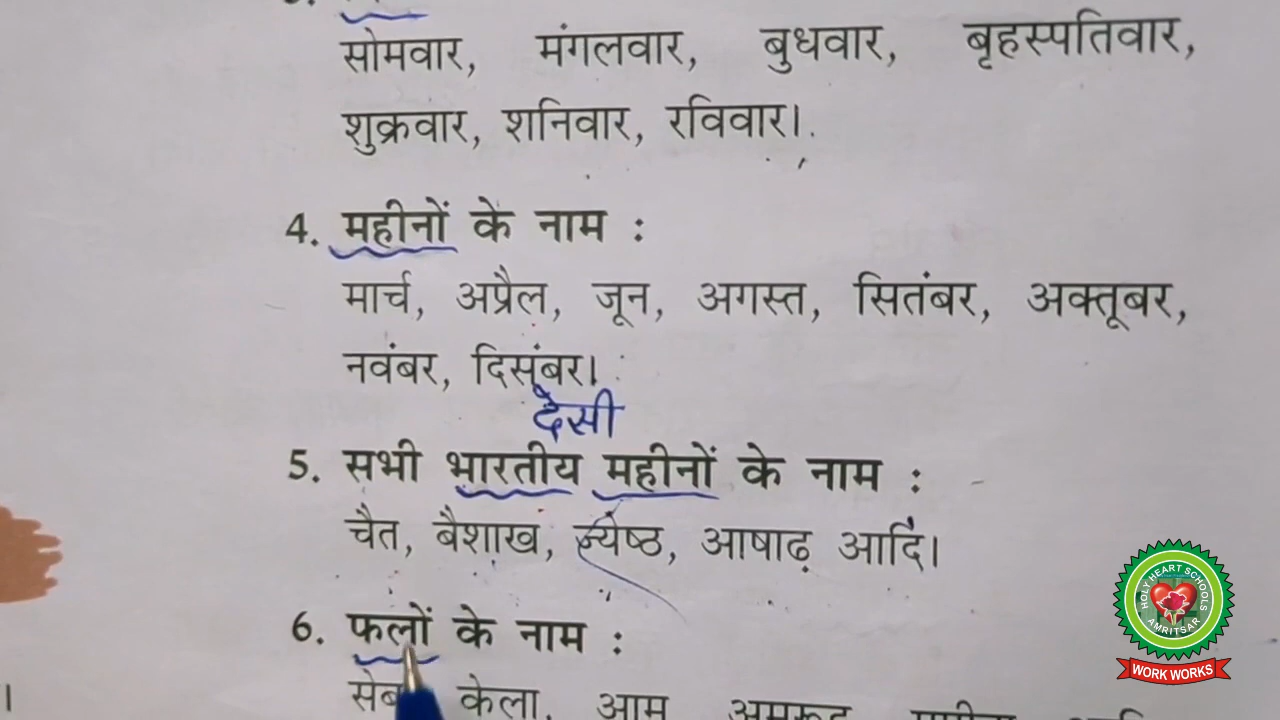 सोमवार, मंगलवार, बुधवार, बृहस्पतिवार,
शुक्रवार, शनिवार, रविवार।
4. महीनों के नाम :
मार्च, अप्रैल, जून, अगस्त, सितंबर, अक्तूबर,
नवंबर, दिसंबर।
देसी
5. सभी भारतीय महीनों के नाम :
चैत, बैशाख, ज्येष्ठ, आषाढ़ आदि।
6. फलों के नाम :
सेब केला, आम अमरूद
HOLY HEART SCHOOLS
AMRITSAR
WORK WORKS